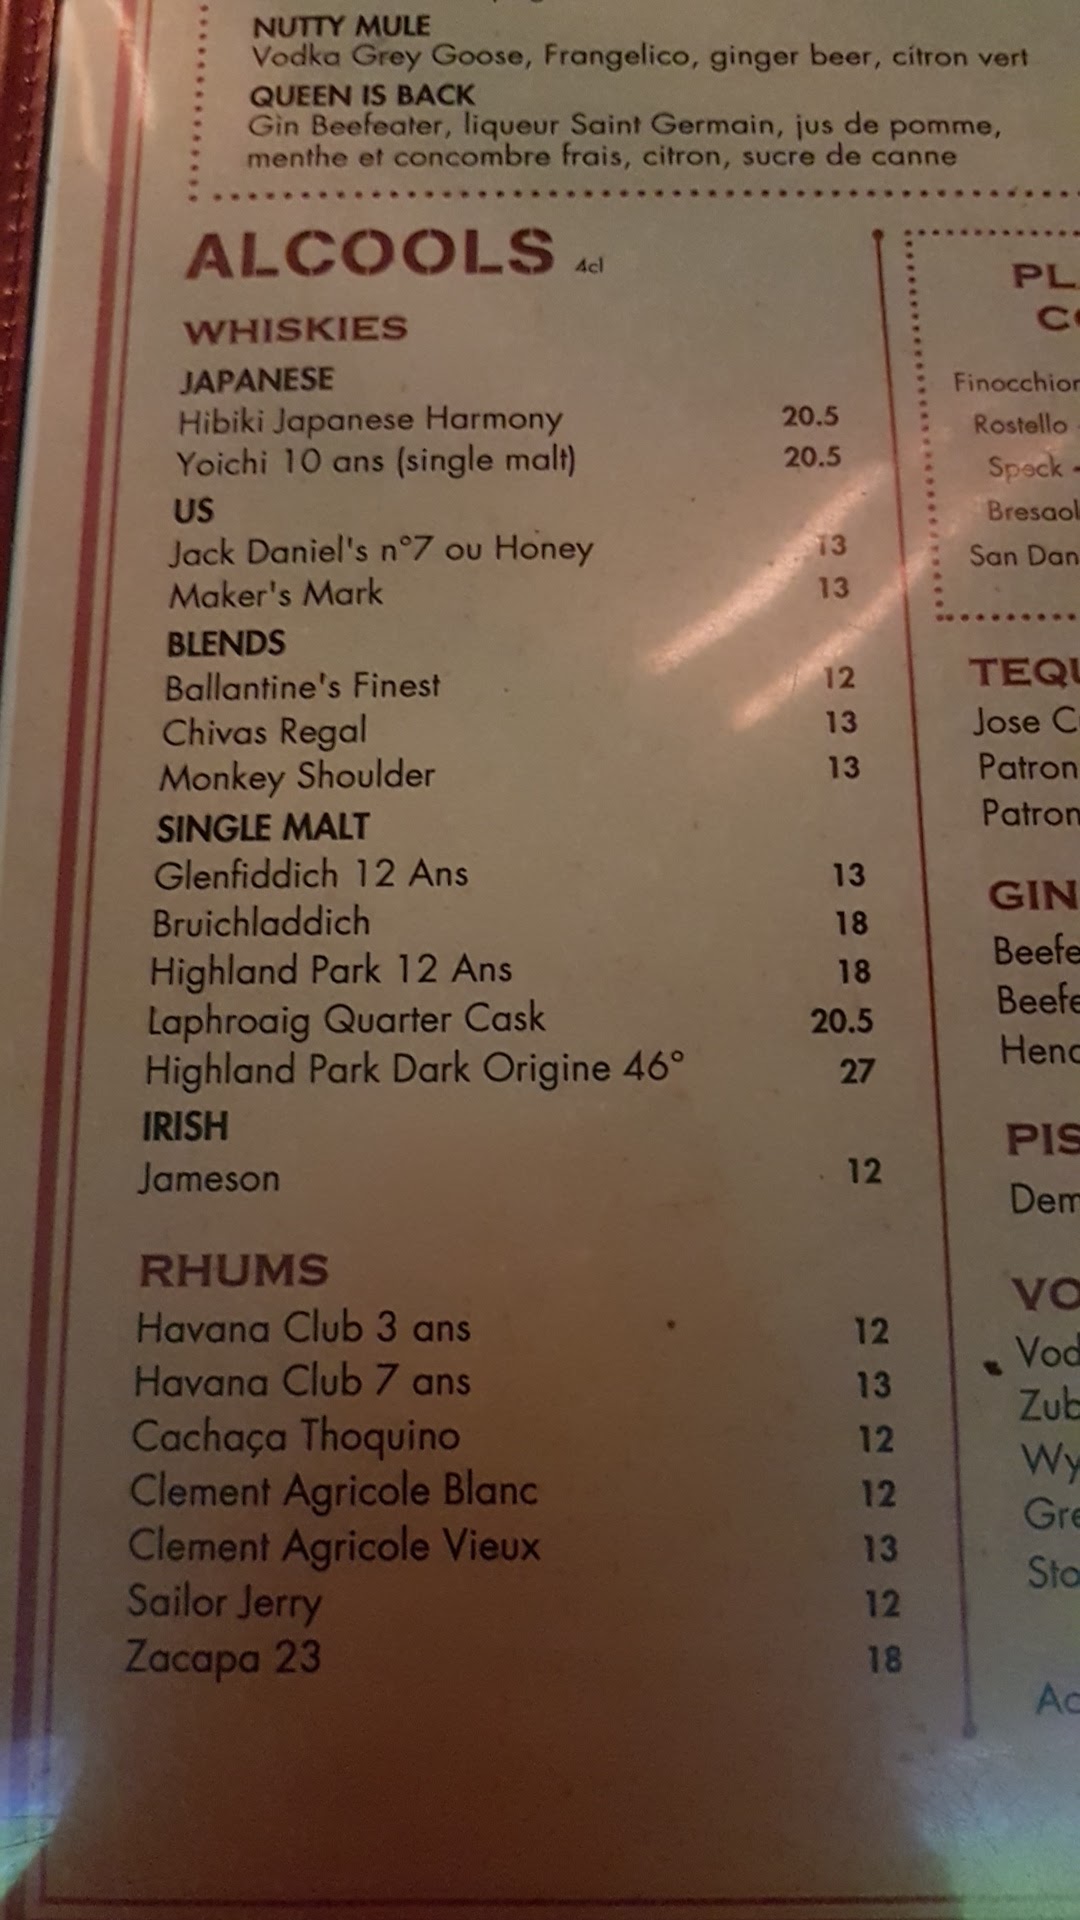 NUTTY MULE
Vodka Grey Goose, Frangelico, ginger beer, citron vert
QUEEN IS BACK
Gin Beefeater, liqueur Saint Germain, jus de pomme,
menthe et concombre frais, citron, sucre de canne
ALCOOLS 4cl
WHISKIES
JAPANESE
Hibiki Japanese Harmony 20.5
Yoichi 10 ans (single malt) 20.5
US
Jack Daniel's n°7 ou Honey 13
Maker's Mark 13
BLENDS
Ballantine's Finest 12
Chivas Regal 13
Monkey Shoulder 13
SINGLE MALT
Glenfiddich 12 Ans 13
Bruichladdich 18
Highland Park 12 Ans 18
Laphroaig Quarter Cask 20.5
Highland Park Dark Origine 46° 27
IRISH
Jameson 12
RHUMS
Havana Club 3 ans 12
Havana Club 7 ans 13
Cachaça Thoquino 12
Clement Agricole Blanc 12
Clement Agricole Vieux 13
Sailor Jerry 12
Zacapa 23 18
Rostello -
Speck -
San Dan
Jose C
Patron
Patron
GIN